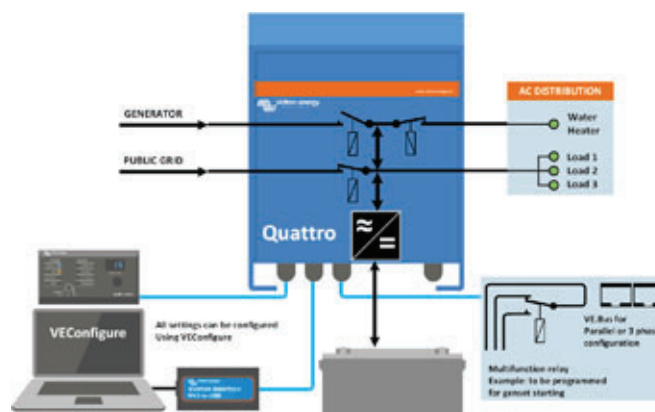 victron energy
GENERATOR
PUBLIC GRID
Quattro
AC DISTRIBUTION
Water
Heater
Load 1
Load 2
Load 3
VEConfigure
All settings can be configured
Using VEConfigure
VE.Bus for
Parallel or 3 phase
configuration
Multifunction relay
Example: to be programmed
for genset starting